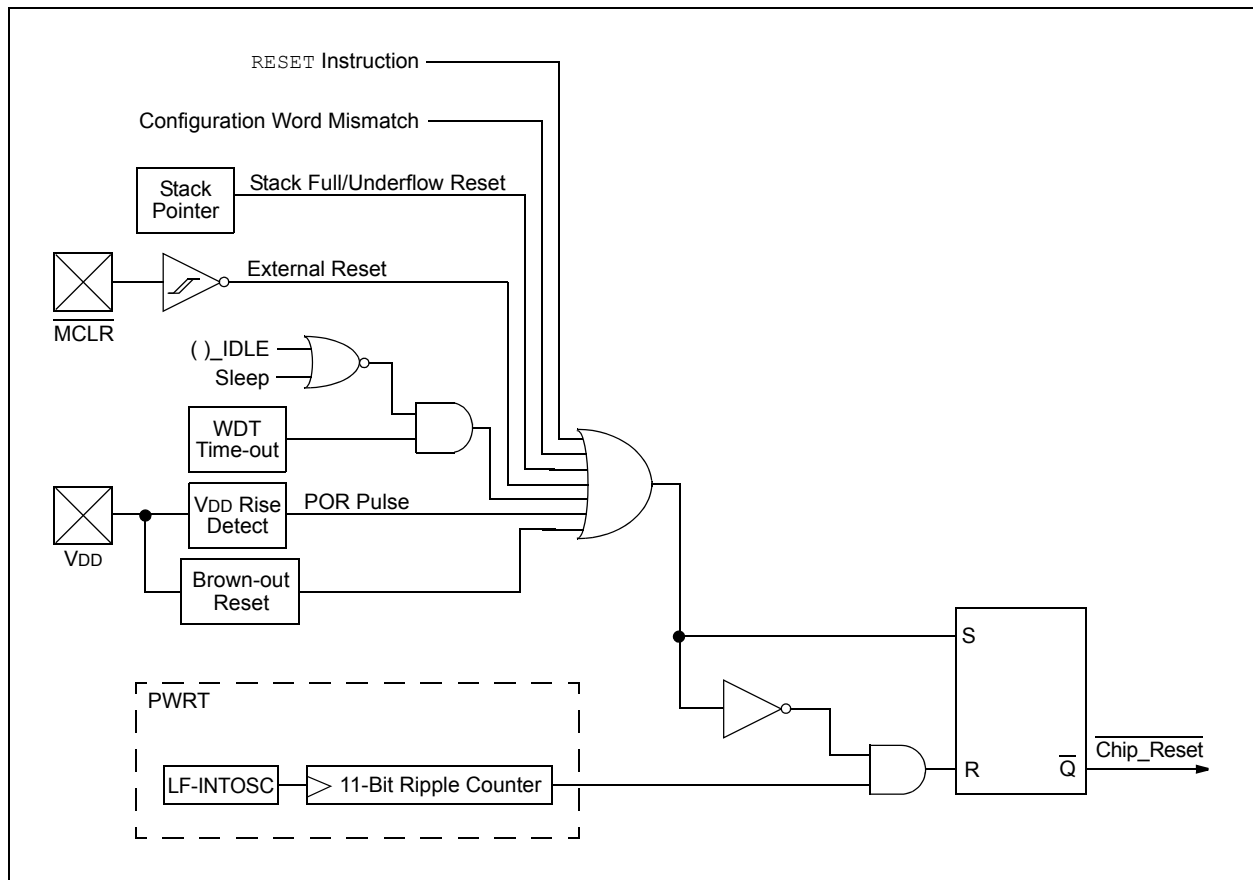 RESET Instruction
Configuration Word Mismatch
Stack
Pointer
Stack Full/Underflow Reset
External Reset
MCLR
( )_IDLE
Sleep
WDT
Time-out
VDD Rise
Detect
POR Pulse
VDD
Brown-out
Reset
S
PWRT
Chip_Reset
R
Q
LF-INTOSC
11-Bit Ripple Counter